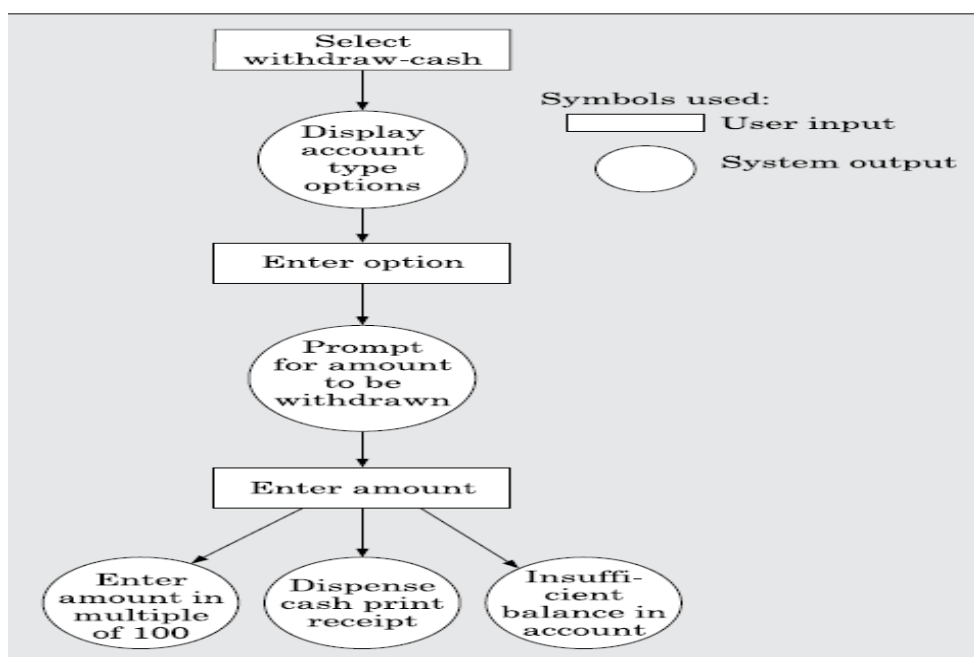 Select
withdraw-cash
Symbols used:
User input
System output
Display
account
type
options
Enter option
Prompt
for amount
to be
withdrawn
Enter amount
Enter
amount in
multiple
of 100
Dispense
cash print
receipt
Insuffi-
cient
balance in
account